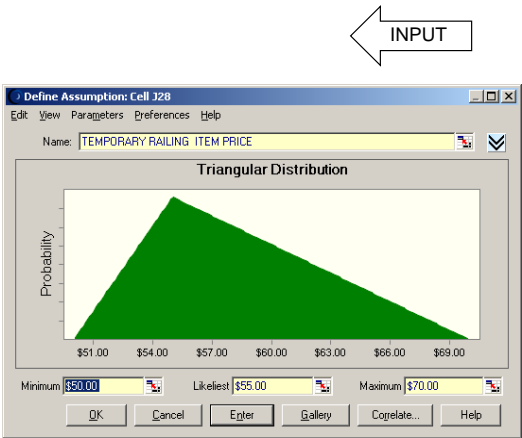 INPUT
Define Assumption: Cell J28
Edit View Parameters Preferences Help
Name: TEMPORARY RAILING ITEM PRICE
Triangular Distribution
Probability
$51.00 $54.00 $57.00 $60.00 $63.00 $66.00 $69.00
Minimum $50.00 Likeliest $55.00 Maximum $70.00
OK Cancel Enter Gallery Correlate... Help